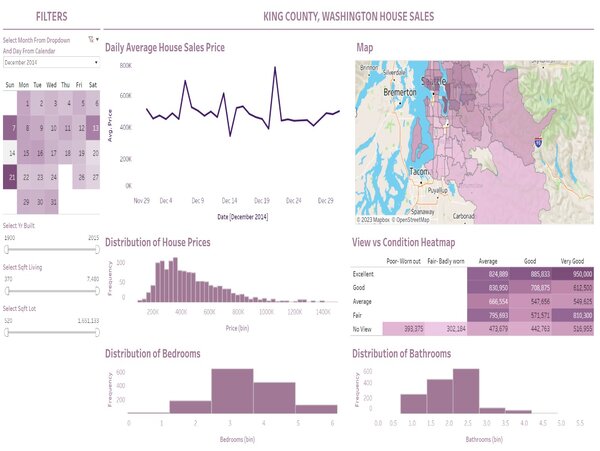 FILTERS
KING COUNTY, WASHINGTON HOUSE SALES
Select Month From Dropdown
And Day From Calendar
December 2014
Sun Mon Tue Wed Thu Fri Sat
1 2 3 4 5 6
7 8 9 10 11 12 13
14 15 16 17 18 19 20
21 22 23 24 26 27
29 30 31
Select Yr Built
1900 2015
Select Sqft Living
370 7,480
Select Sqft Lot
520 1,651,133
Daily Average House Sales Price
Avg. Price
800K
600K
400K
200K
0K
Nov 29 Dec 4 Dec 9 Dec 14 Dec 19 Dec 24 Dec 29
Date [December 2014]
Map
Brinnon
Silverdale
Seattle
Bremerton
90
Tacom
Puyallup
Spanaway
Carbonad
© 2023 Mapbox © OpenStreetMap
Distribution of House Prices
Frequency
100
50
0
200K 400K 600K 800K 1000K 1200K 1400K
Price (bin)
View vs Condition Heatmap
Poor- Worn out Fair- Badly worn Average Good Very Good
Excellent 824,889 885,833 950,000
Good 830,950 708,875 612,500
Average 666,554 547,656 549,625
Fair 795,693 571,571 810,300
No View 393,375 302,184 473,679 442,763 516,955
Distribution of Bedrooms
Frequency
600
400
200
0
0 1 2 3 4 5 6
Bedrooms (bin)
Distribution of Bathrooms
Frequency
600
400
200
0
0.0 0.5 1.0 1.5 2.0 2.5 3.0 3.5 4.0 4.5 5.0 5.5
Bathrooms (bin)